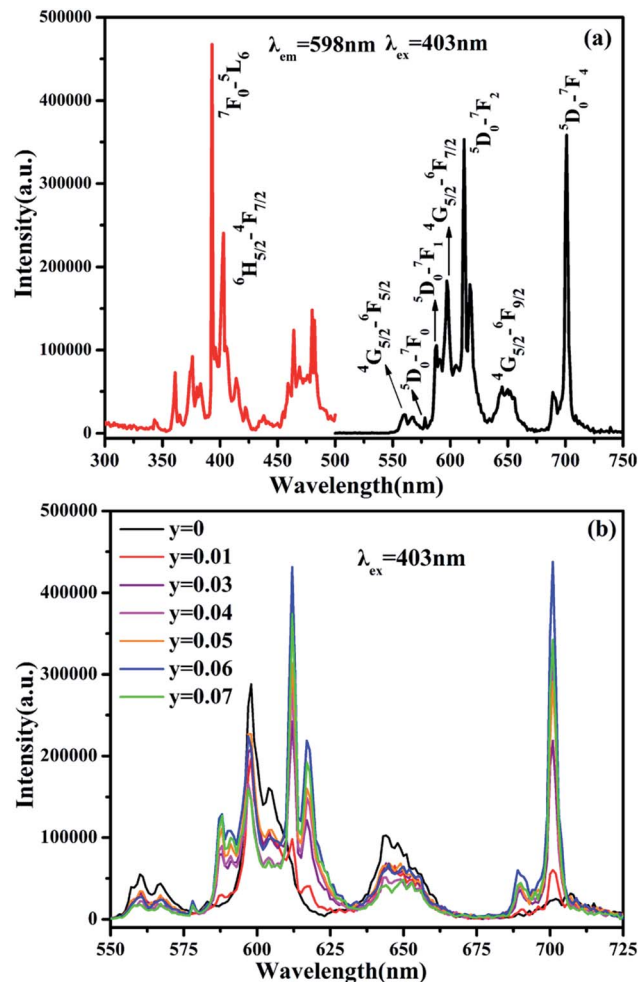 (a)
λem=598nm λex=403nm
⁷F₀-⁵L₆
⁶H₅/₂-⁴F₇/₂
⁴G₅/₂-⁶F₅/₂
⁵D₀-⁷F₀
⁵D₀-⁷F₁
⁴G₅/₂-⁶F₇/₂
⁵D₀-⁷F₂
⁴G₅/₂-⁶F₉/₂
⁵D₀-⁷F₄
Intensity(a.u.)
500000
400000
300000
200000
100000
0
300 350 400 450 500 550 600 650 700 750
Wavelength(nm)
(b)
λex=403nm
y=0
y=0.01
y=0.03
y=0.04
y=0.05
y=0.06
y=0.07
Intensity(a.u.)
500000
400000
300000
200000
100000
0
550 575 600 625 650 675 700 725
Wavelength(nm)